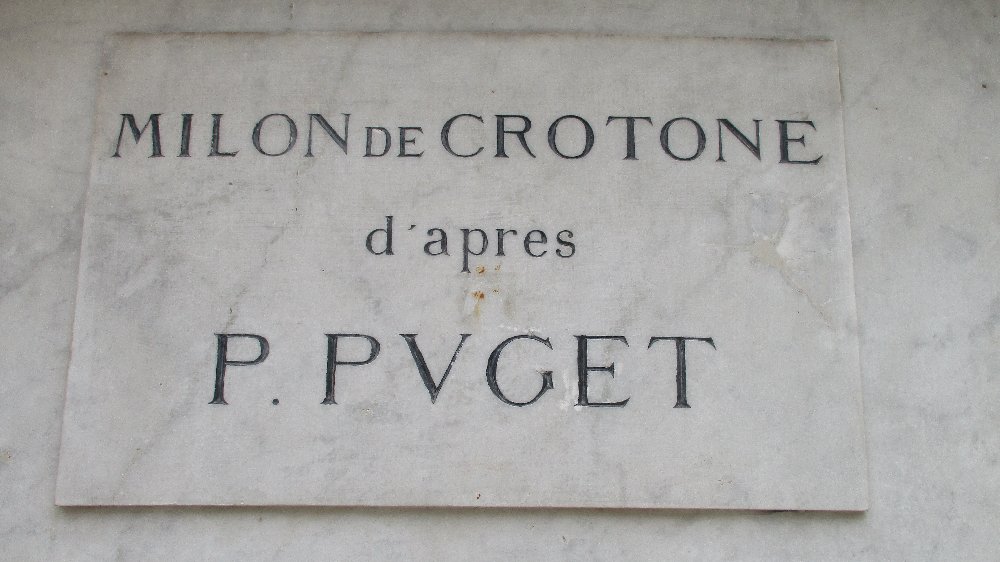 MILON DE CROTONE
d'apres
P. PVGET